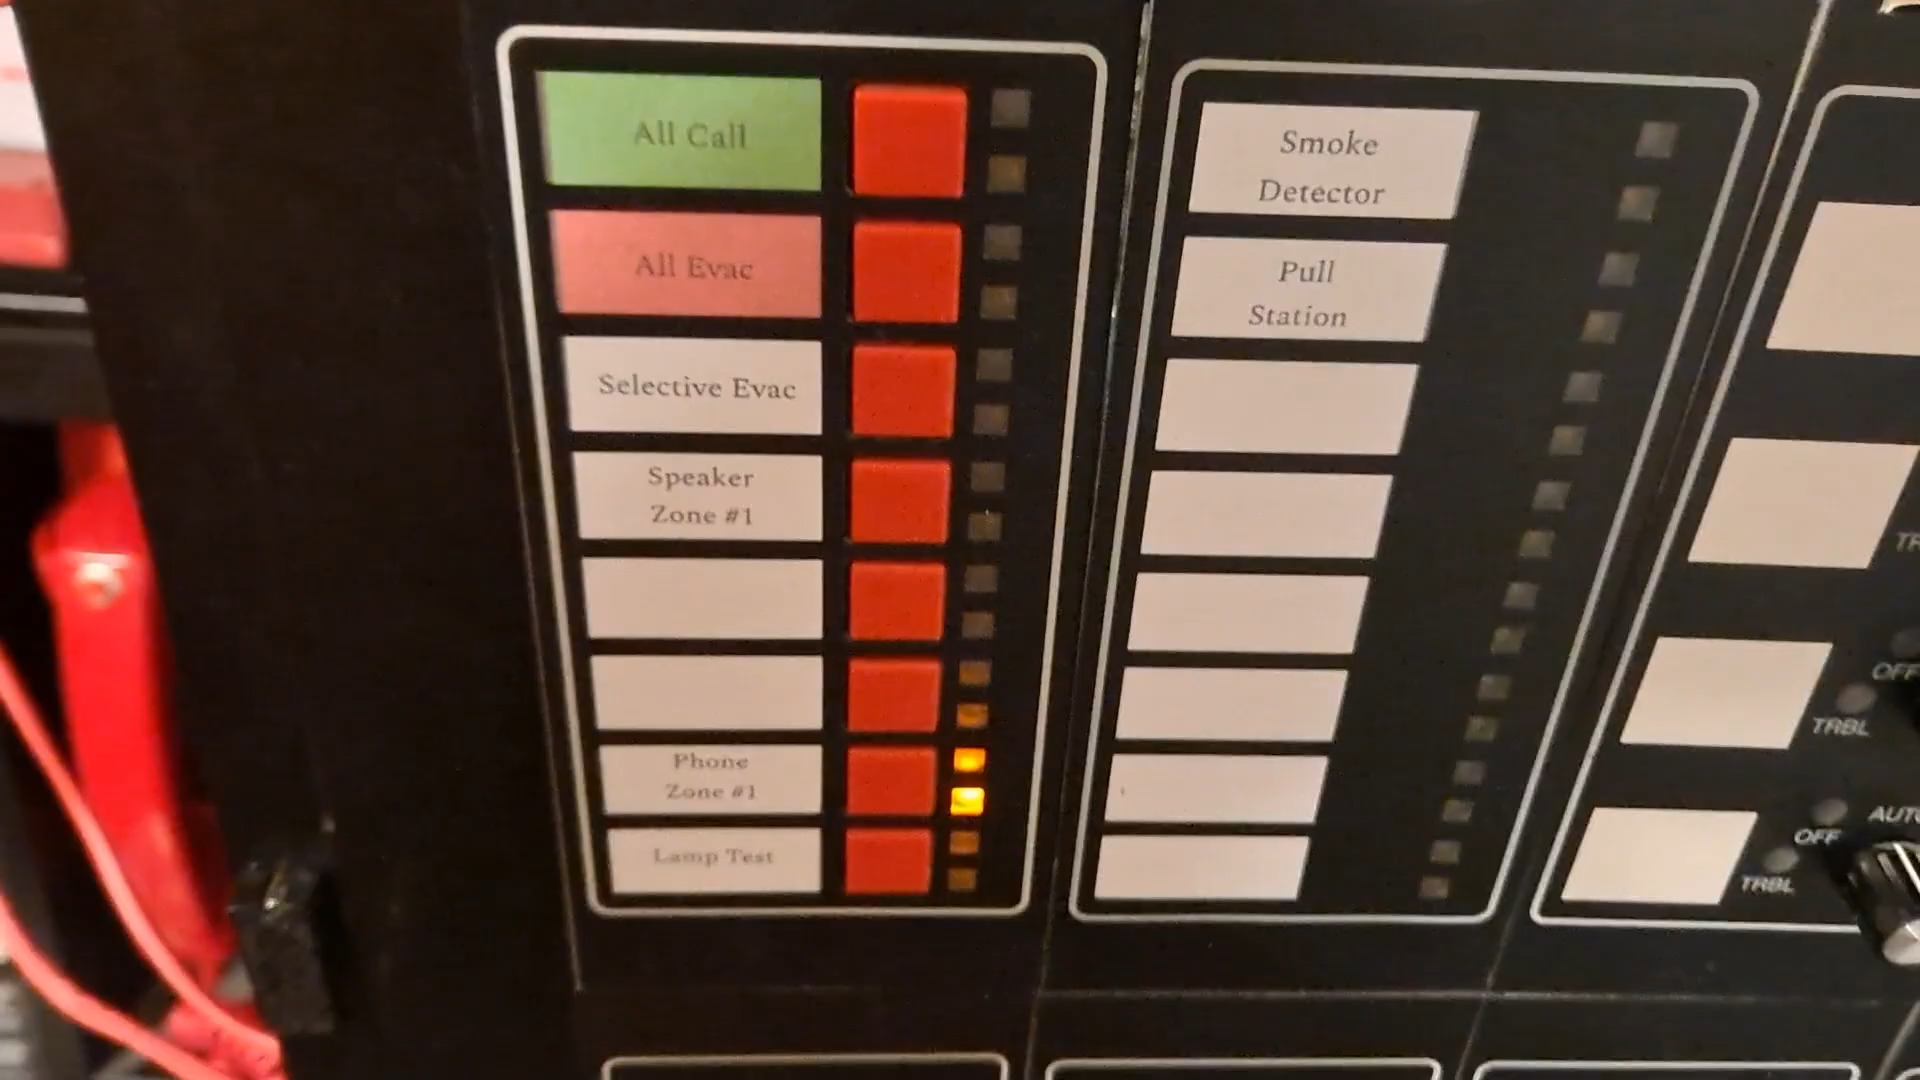 All Call
All Evac
Selective Evac
Speaker
Zone #1
Phone
Zone #1
Lamp Test
Smoke
Detector
Pull
Station
OFF
TRBL
AUTO
OFF
TRBL